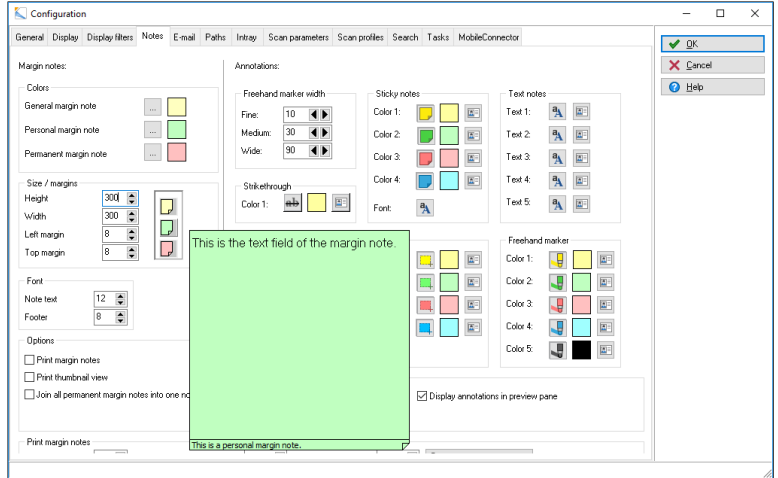 Configuration
General Display Display filters Notes E-mail Paths Intray Scan parameters Scan profiles Search Tasks MobileConnector
Margin notes:
Colors
General margin note ...
Personal margin note ...
Permanent margin note ...
Size / margins
Height 300
Width 300
Left margin 8
Top margin 8
Font
Note text 12
Footer 8
Options
Print margin notes
Print thumbnail view
Join all permanent margin notes into one
Print margin notes
Annotations:
Freehand marker width
Fine: 10
Medium: 30
Wide: 90
Strikethrough
Color 1: ab
Sticky notes
Color 1:
Color 2:
Color 3:
Color 4:
Font:
Text notes
Text 1:
Text 2:
Text 3:
Text 4:
Text 5:
This is the text field of the margin note.
This is a personal margin note.
Freehand marker
Color 1:
Color 2:
Color 3:
Color 4:
Color 5:
Display annotations in preview pane
OK
Cancel
Help